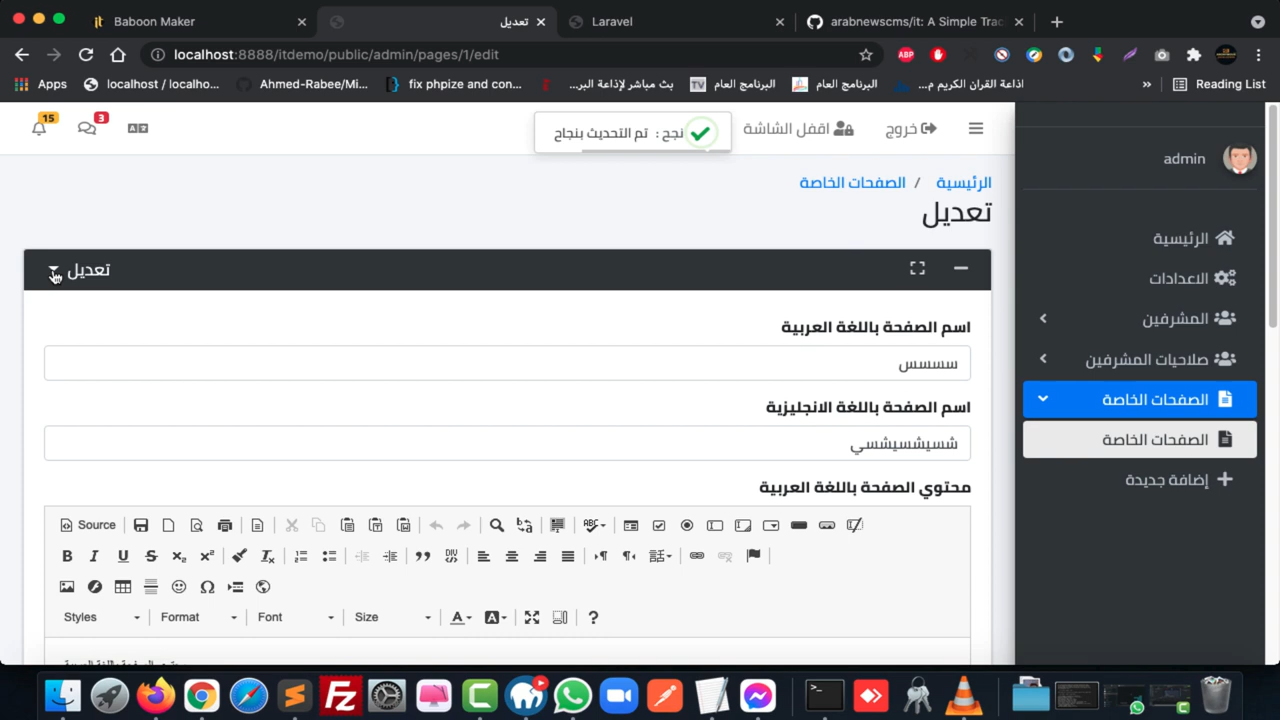 Baboon Maker
تعديل
Laravel
arabnewscms/it: A Simple Trac
localhost:8888/itdemo/public/admin/pages/1/edit
Apps
localhost / localho...
Ahmed-Rabee/Mi...
fix phpize and con...
بث مباشر لإذاعة البر...
البرنامج العام
البرنامج العام
اذاعة القران الكريم م...
Reading List
15
3
نجح : تم التحديث بنجاح
اقفل الشاشة
خروج
admin
الرئيسية / الصفحات الخاصة
تعديل
تعديل
اسم الصفحة باللغة العربية
سسسس
اسم الصفحة باللغة الانجليزية
شسيشسيشسي
محتوي الصفحة باللغة العربية
Source
Styles
Format
Font
Size
الرئيسية
الاعدادات
المشرفين
صلاحيات المشرفين
الصفحات الخاصة
الصفحات الخاصة
إضافة جديدة